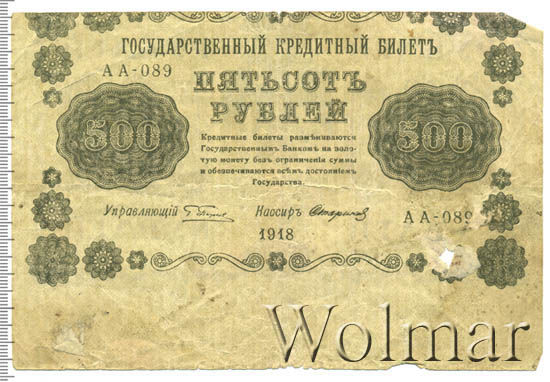 ГОСУДАРСТВЕННЫЙ КРЕДИТНЫЙ БИЛЕТЪ
АА-089
ПЯТЬСОТЪ
РУБЛЕЙ
500
500
Кредитные билеты размѣниваются
Государственнымъ Банкомъ на золо-
тую монету безъ ограниченія суммы
и обезпечиваются всѣмъ достояніемъ
Государства.
Управляющій
Кассиръ
АА-089
1918
Wolmar